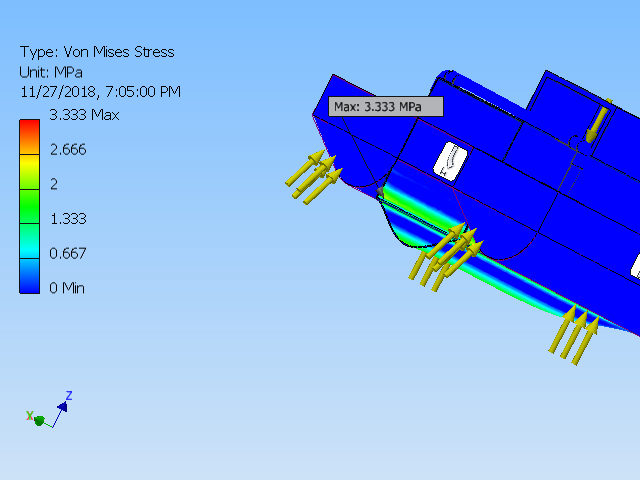 Type: Von Mises Stress
Unit: MPa
11/27/2018, 7:05:00 PM
3.333 Max
2.666
2
1.333
0.667
0 Min
Max: 3.333 MPa
Z
X